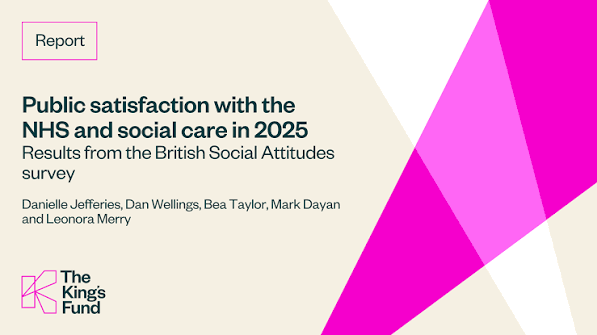 Report
Public satisfaction with the
NHS and social care in 2025
Results from the British Social Attitudes
survey
Danielle Jefferies, Dan Wellings, Bea Taylor, Mark Dayan
and Leonora Merry
The
King's
Fund